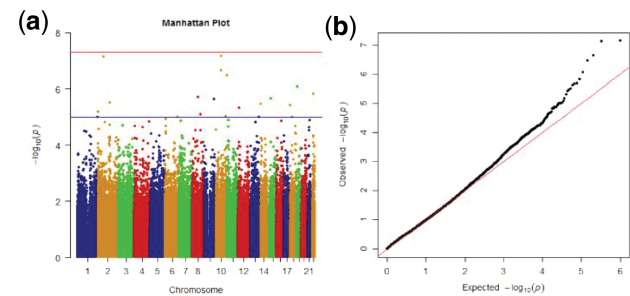 (a)
Manhattan Plot
8
6
4
2
0
−log10(p)
1 2 3 4 5 6 7 8 10 12 14 17 21
Chromosome
(b)
7
6
5
4
3
2
1
0
Observed −log10(p)
0 1 2 3 4 5 6
Expected −log10(p)